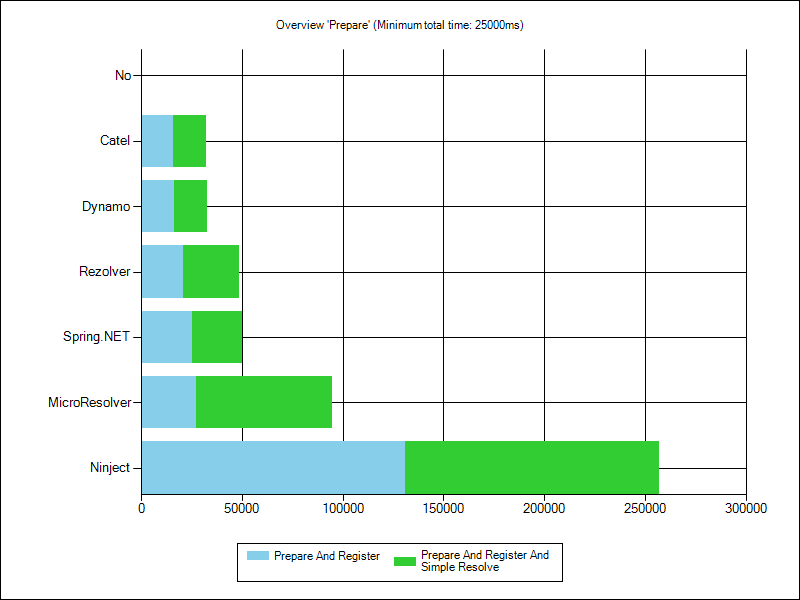 Overview 'Prepare' (Minimum total time: 25000ms)
No
Catel
Dynamo
Rezolver
Spring.NET
MicroResolver
Ninject
0 50000 100000 150000 200000 250000 300000
Prepare And Register
Prepare And Register And
Simple Resolve